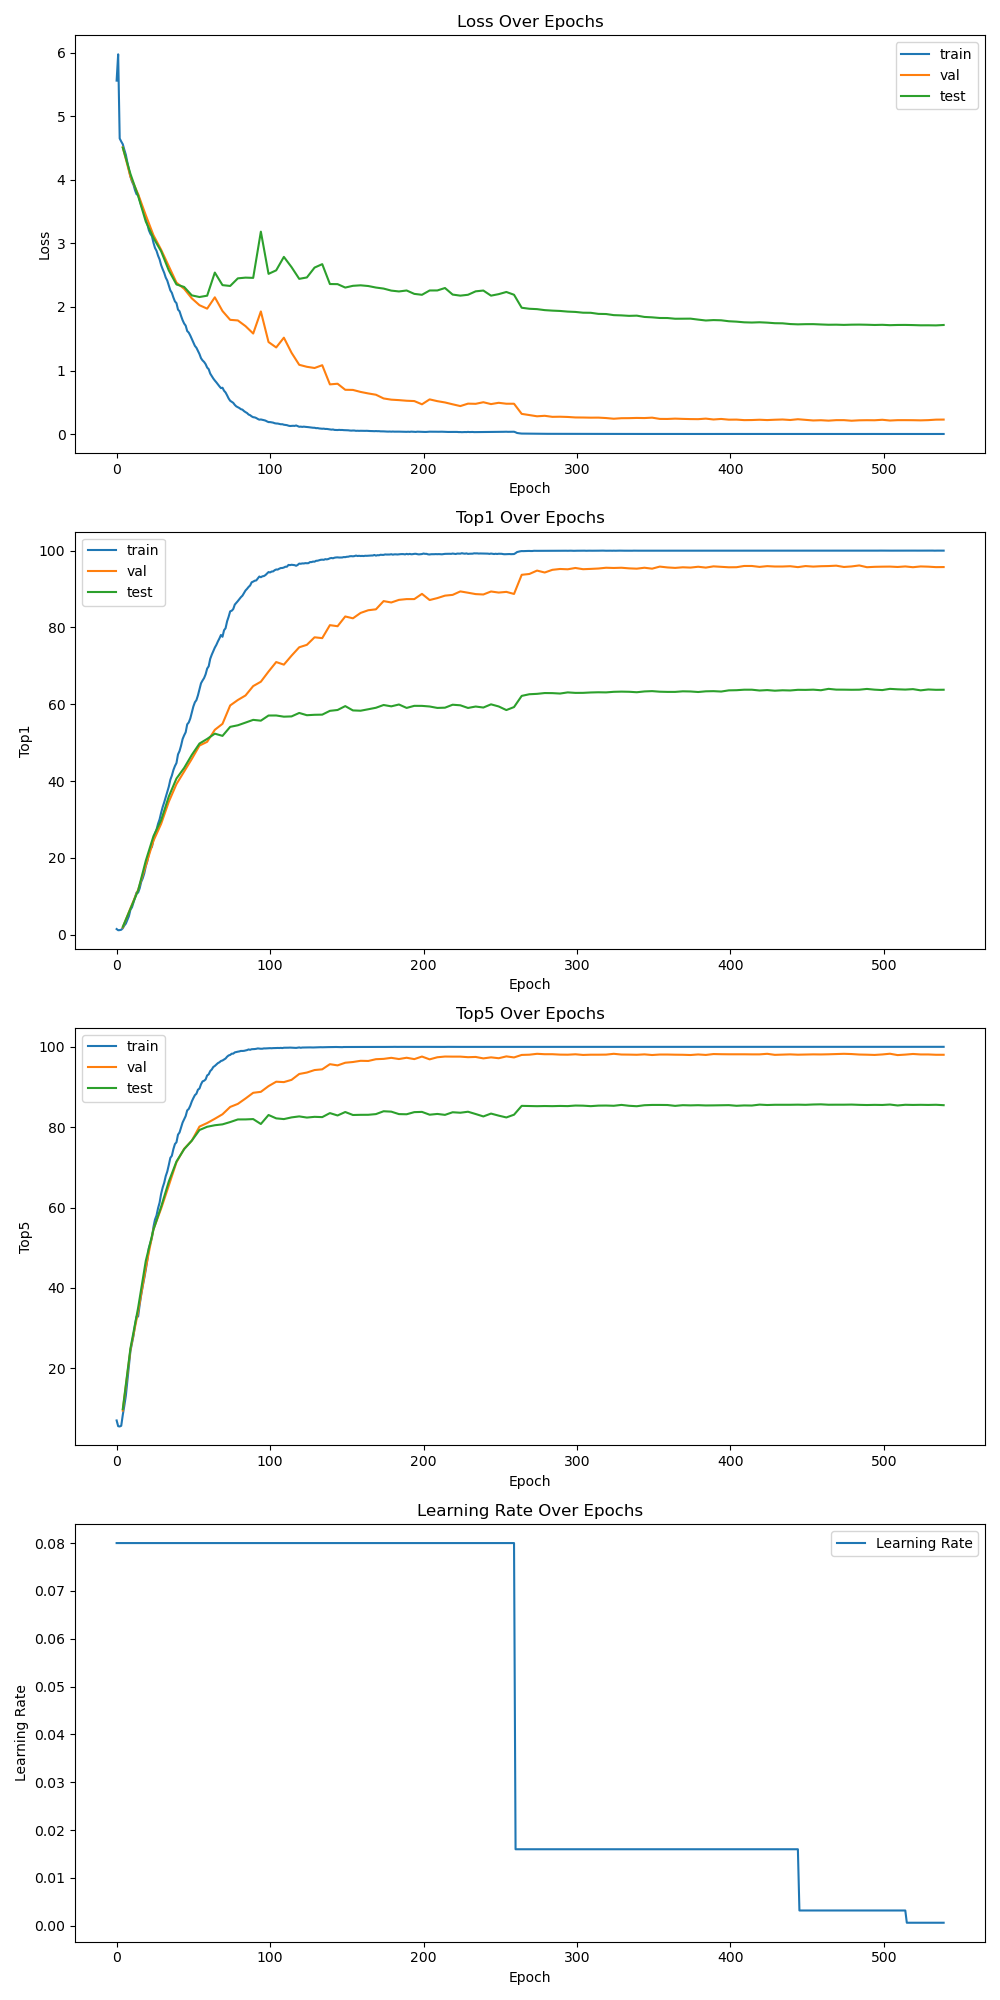 Loss Over Epochs
6
5
4
3
2
1
0
Loss
train
val
test
0 100 200 300 400 500
Epoch
Top1 Over Epochs
100
80
60
40
20
0
Top1
train
val
test
0 100 200 300 400 500
Epoch
Top5 Over Epochs
100
80
60
40
20
Top5
train
val
test
0 100 200 300 400 500
Epoch
Learning Rate Over Epochs
0.08
0.07
0.06
0.05
0.04
0.03
0.02
0.01
0.00
Learning Rate
Learning Rate
0 100 200 300 400 500
Epoch